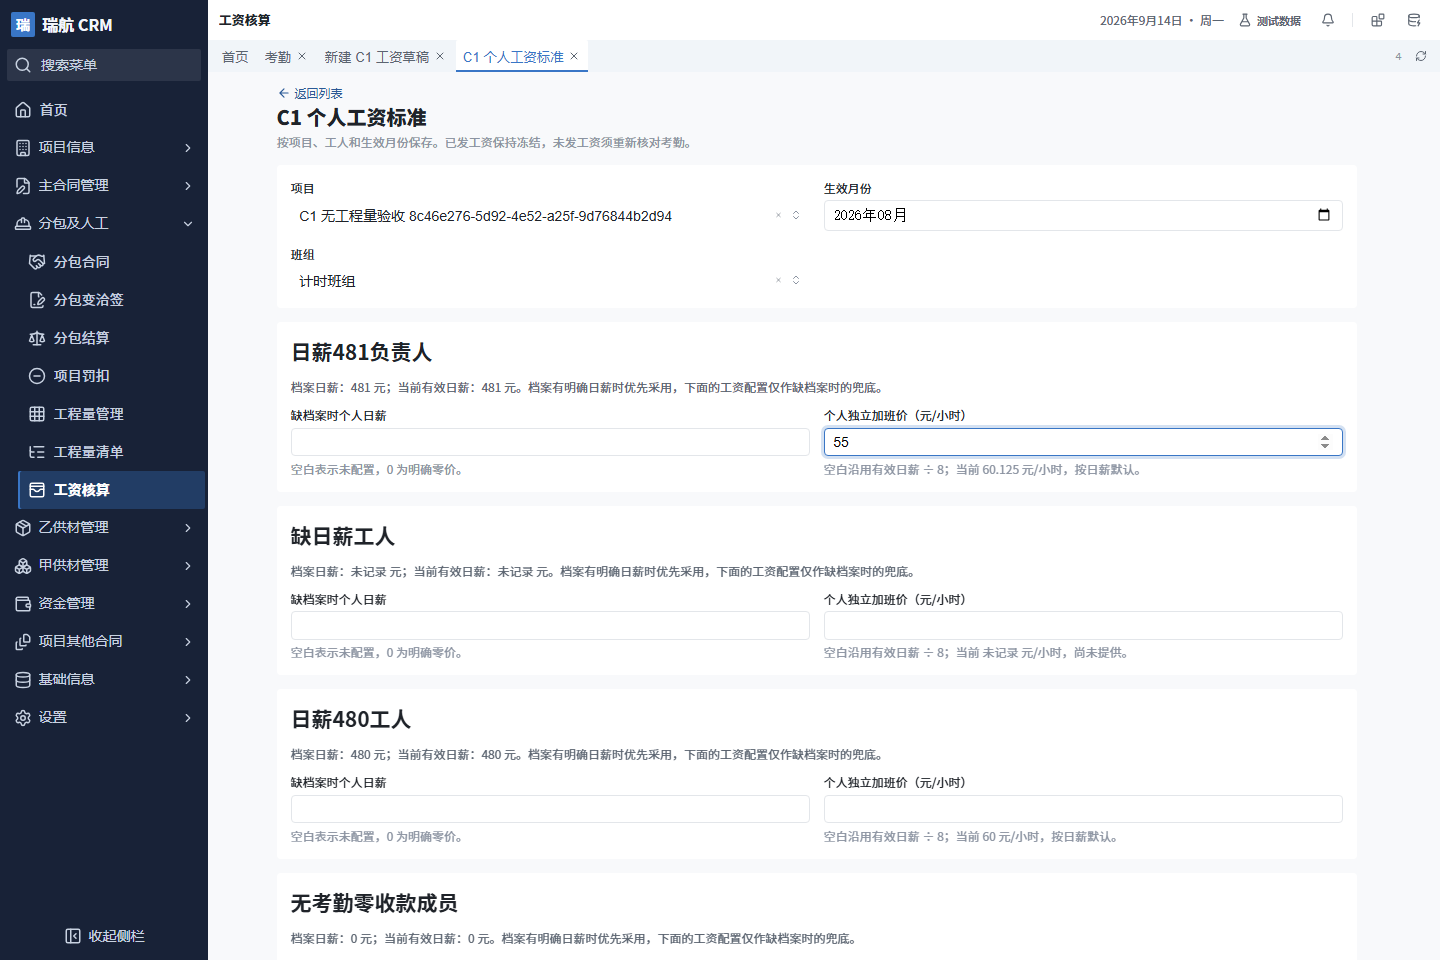 瑞 瑞航 CRM
搜索菜单
首页
项目信息
主合同管理
分包及人工
分包合同
分包变洽签
分包结算
项目罚扣
工程量管理
工程量清单
工资核算
乙供材管理
甲供材管理
资金管理
项目其他合同
基础信息
设置
收起侧栏
工资核算
2026年9月14日 • 周一
测试数据
首页 考勤 新建 C1 工资草稿 C1 个人工资标准
4
返回列表
C1 个人工资标准
按项目、工人和生效月份保存。已发工资保持冻结，未发工资须重新核对考勤。
项目
C1 无工程量验收 8c46e276-5d92-4e52-a25f-9d76844b2d94
生效月份
2026年08月
班组
计时班组
日薪481负责人
档案日薪：481 元；当前有效日薪：481 元。档案有明确日薪时优先采用，下面的工资配置仅作缺档案时的兜底。
缺档案时个人日薪
空白表示未配置，0 为明确零价。
个人独立加班价（元/小时）
55
空白沿用有效日薪 ÷ 8；当前 60.125 元/小时，按日薪默认。
缺日薪工人
档案日薪：未记录 元；当前有效日薪：未记录 元。档案有明确日薪时优先采用，下面的工资配置仅作缺档案时的兜底。
缺档案时个人日薪
空白表示未配置，0 为明确零价。
个人独立加班价（元/小时）
空白沿用有效日薪 ÷ 8；当前 未记录 元/小时，尚未提供。
日薪480工人
档案日薪：480 元；当前有效日薪：480 元。档案有明确日薪时优先采用，下面的工资配置仅作缺档案时的兜底。
缺档案时个人日薪
空白表示未配置，0 为明确零价。
个人独立加班价（元/小时）
空白沿用有效日薪 ÷ 8；当前 60 元/小时，按日薪默认。
无考勤零收款成员
档案日薪：0 元；当前有效日薪：0 元。档案有明确日薪时优先采用，下面的工资配置仅作缺档案时的兜底。